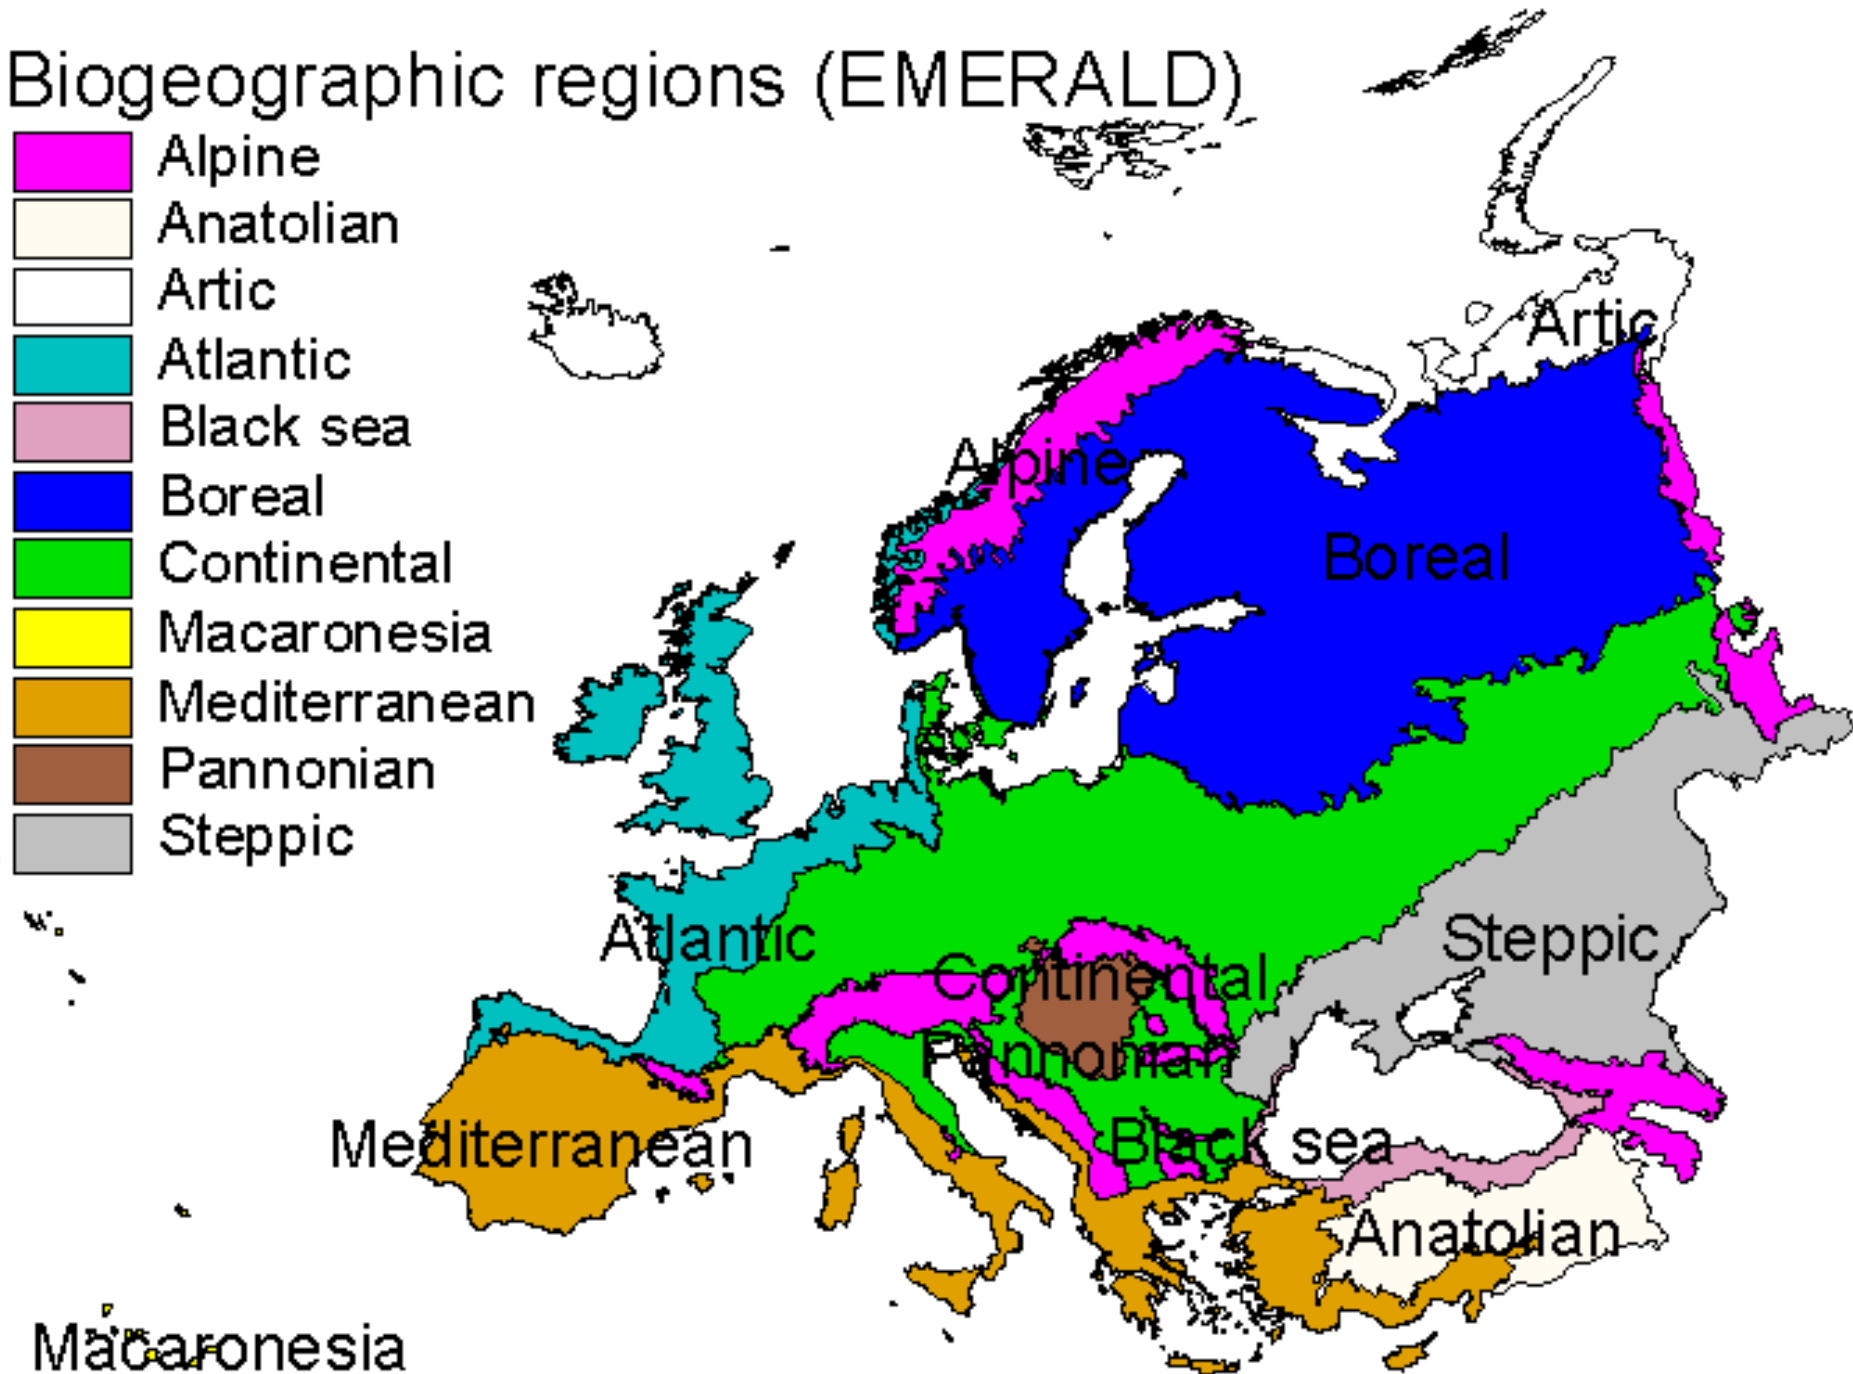 Biogeographic regions (EMERALD)
Alpine
Anatolian
Artic
Atlantic
Black sea
Boreal
Continental
Macaronesia
Mediterranean
Pannonian
Steppic
Artic
Alpine
Boreal
Atlantic
Steppic
Continental
Pannonian
Mediterranean
Black sea
Anatolian
Macaronesia